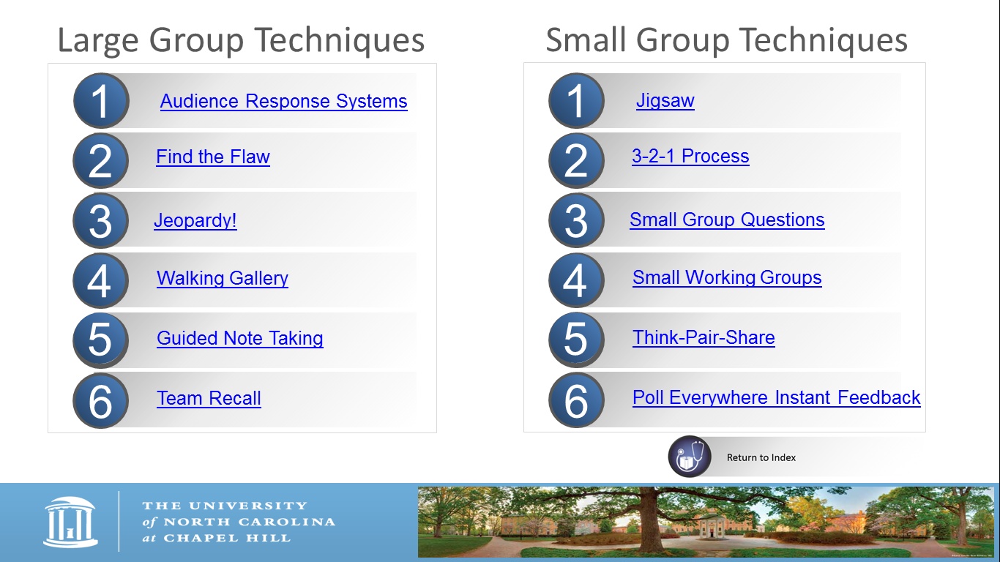 Large Group Techniques
1 Audience Response Systems
2 Find the Flaw
3 Jeopardy!
4 Walking Gallery
5 Guided Note Taking
6 Team Recall
Small Group Techniques
1 Jigsaw
2 3-2-1 Process
3 Small Group Questions
4 Small Working Groups
5 Think-Pair-Share
6 Poll Everywhere Instant Feedback
Return to Index
THE UNIVERSITY
of NORTH CAROLINA
at CHAPEL HILL